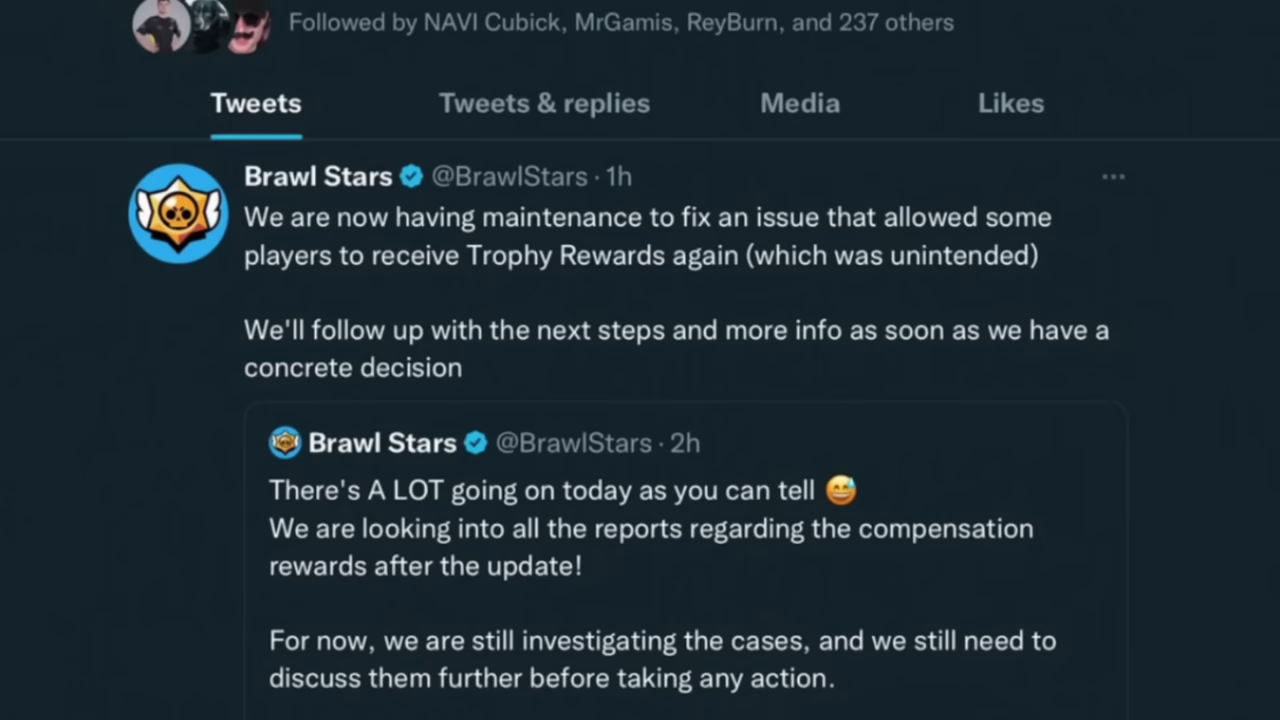 Followed by NAVI Cubick, MrGamis, ReyBurn, and 237 others
Tweets Tweets & replies Media Likes
Brawl Stars @BrawlStars · 1h ···
We are now having maintenance to fix an issue that allowed some
players to receive Trophy Rewards again (which was unintended)
We'll follow up with the next steps and more info as soon as we have a
concrete decision
Brawl Stars @BrawlStars · 2h
There's A LOT going on today as you can tell 😅
We are looking into all the reports regarding the compensation
rewards after the update!
For now, we are still investigating the cases, and we still need to
discuss them further before taking any action.